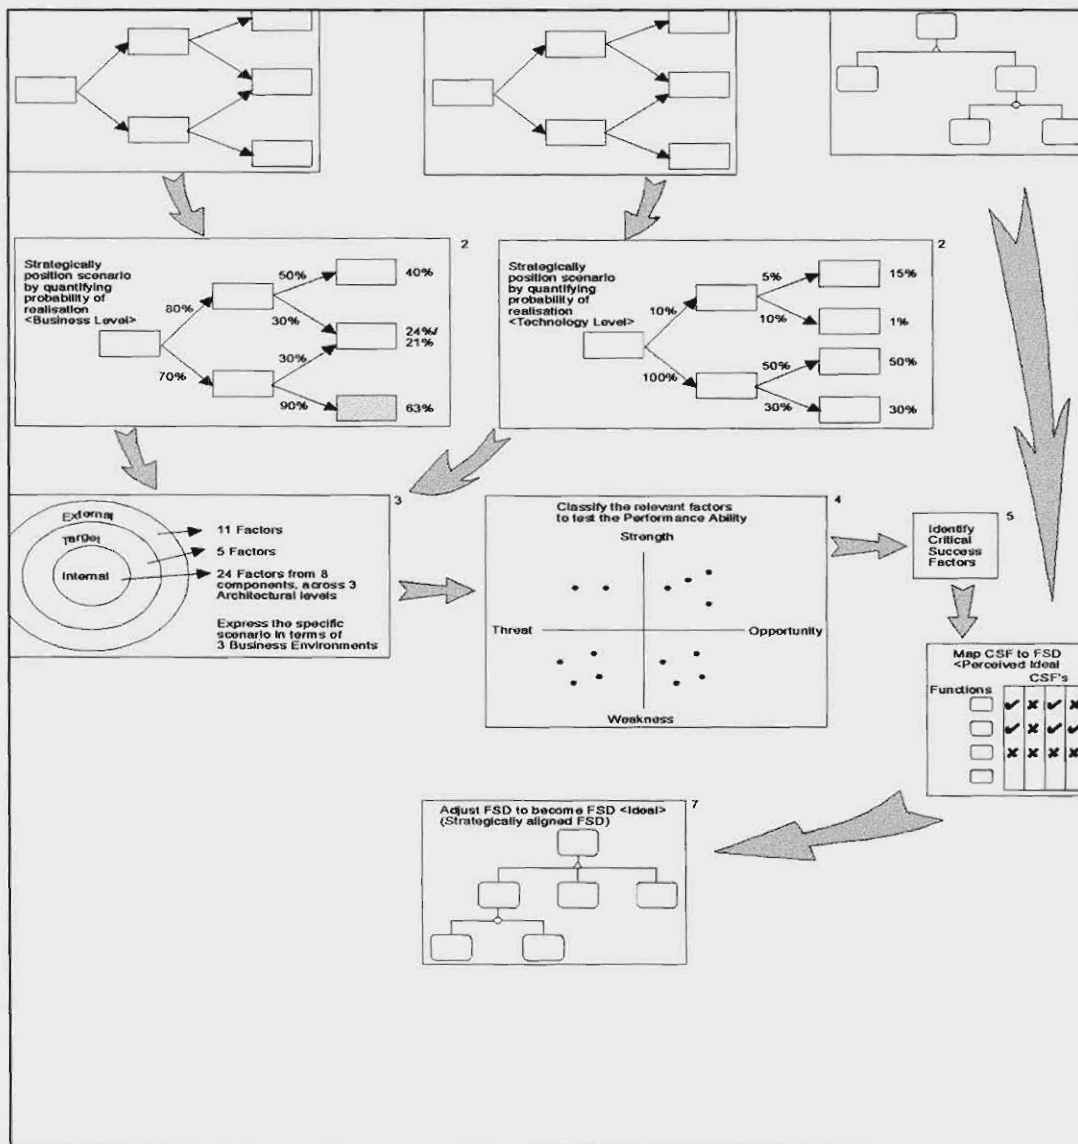 2
Strategically
position scenario
by quantifying
probability of
realisation
<Business Level>
80%
70%
50%
30%
30%
90%
40%
24%/
21%
63%
2
Strategically
position scenario
by quantifying
probability of
realisation
<Technology Level>
10%
100%
5%
10%
50%
30%
15%
1%
50%
30%
3
External
Target
Internal
11 Factors
5 Factors
24 Factors from 8
components, across 3
Architectural levels
Express the specific
scenario in terms of
3 Business Environments
4
Classify the relevant factors
to test the Performance Ability
Strength
Threat
Opportunity
Weakness
5
Identify
Critical
Success
Factors
Map CSF to FSD
<Perceived Ideal
CSF's
Functions
7
Adjust FSD to become FSD <Ideal>
(Strategically aligned FSD)